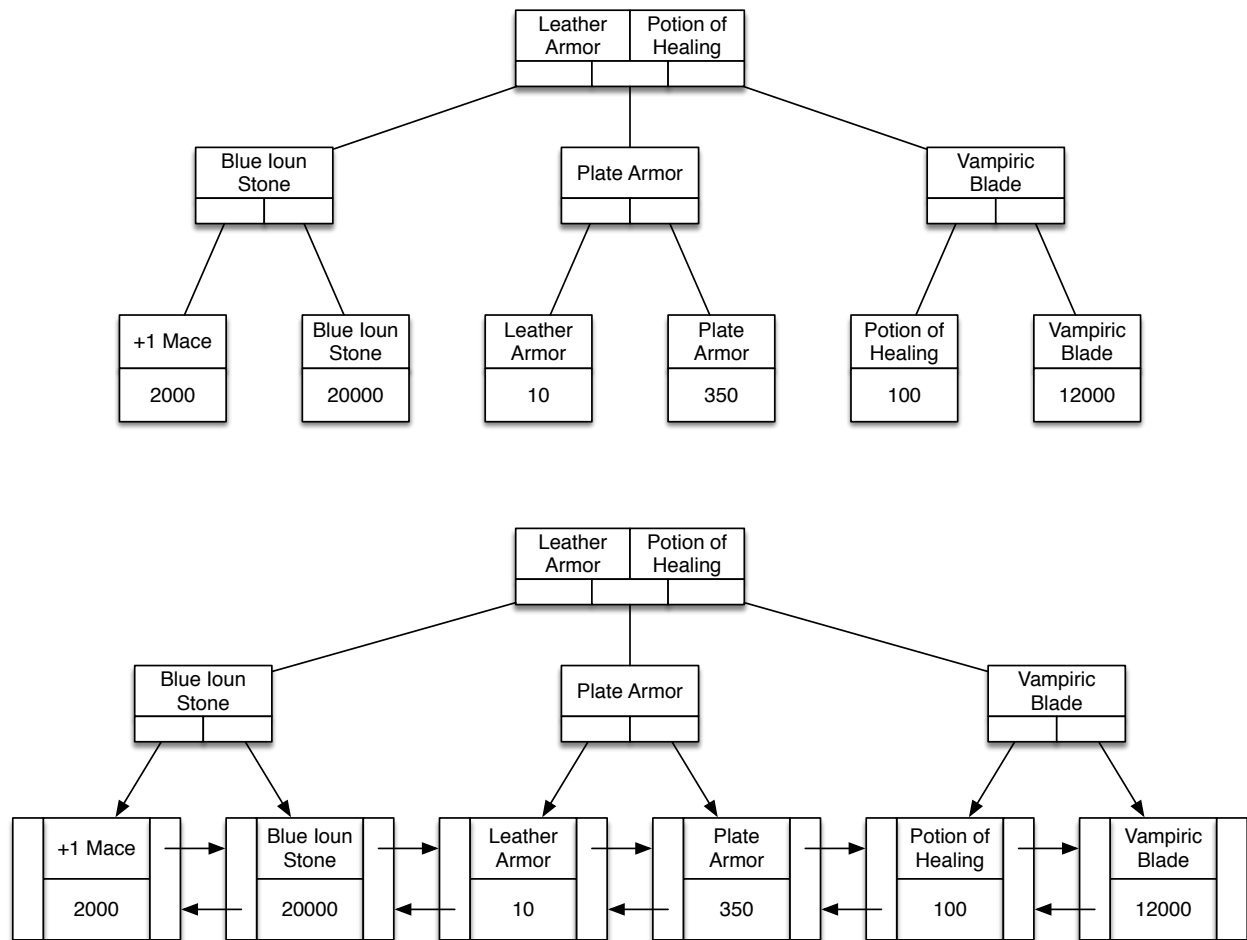 Leather
Armor
Potion of
Healing
Blue Ioun
Stone
Plate Armor
Vampiric
Blade
+1 Mace
Blue Ioun
Stone
Leather
Armor
Plate
Armor
Potion of
Healing
Vampiric
Blade
2000
20000
10
350
100
12000
Leather
Armor
Potion of
Healing
Blue Ioun
Stone
Plate Armor
Vampiric
Blade
+1 Mace
Blue Ioun
Stone
Leather
Armor
Plate
Armor
Potion of
Healing
Vampiric
Blade
2000
20000
10
350
100
12000